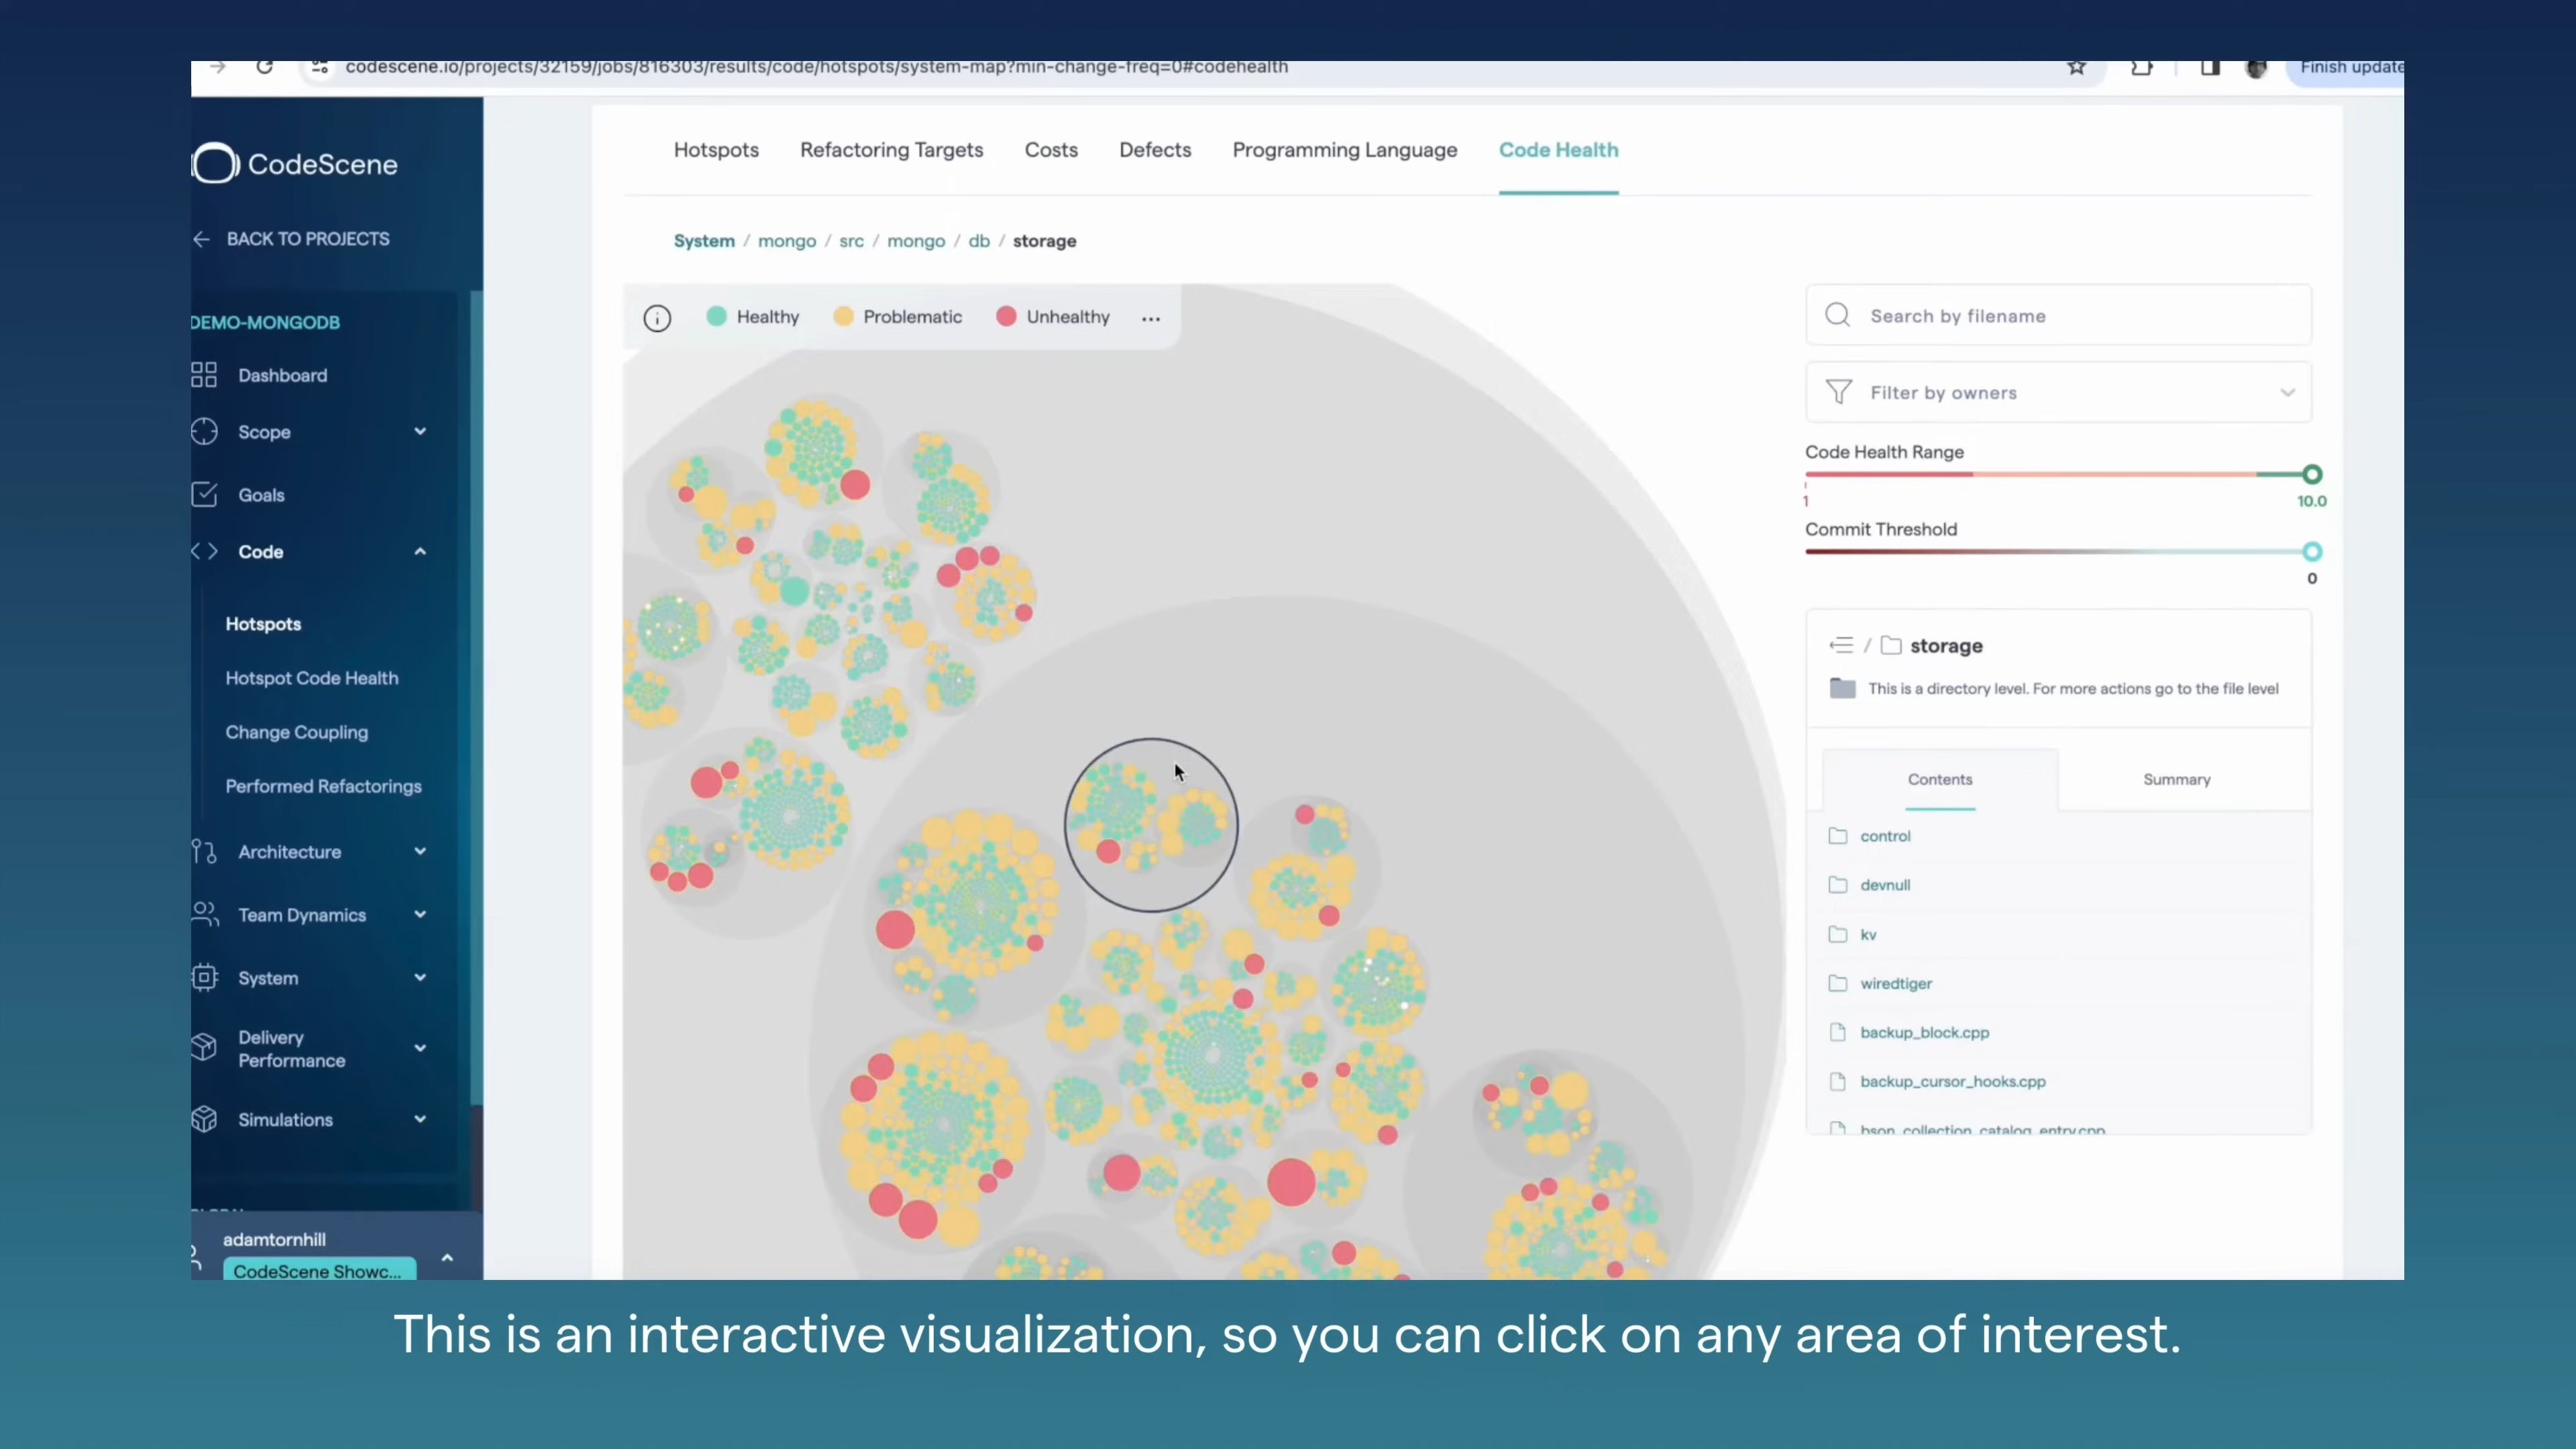 codescene.io/projects/32159/jobs/816303/results/code/hotspots/system-map?min-change-freq=0#codehealth
Finish update
CodeScene
BACK TO PROJECTS
DEMO-MONGODB
Dashboard
Scope
Goals
Code
Hotspots
Hotspot Code Health
Change Coupling
Performed Refactorings
Architecture
Team Dynamics
System
Delivery
Performance
Simulations
GLOBAL
adamtornhill
CodeScene Showc...
Hotspots
Refactoring Targets
Costs
Defects
Programming Language
Code Health
System / mongo / src / mongo / db / storage
Healthy
Problematic
Unhealthy
...
Search by filename
Filter by owners
Code Health Range
1
10.0
Commit Threshold
0
/ storage
This is a directory level. For more actions go to the file level
Contents
Summary
control
devnull
kv
wiredtiger
backup_block.cpp
backup_cursor_hooks.cpp
bson_collection_catalog_entry.cpp
This is an interactive visualization, so you can click on any area of interest.